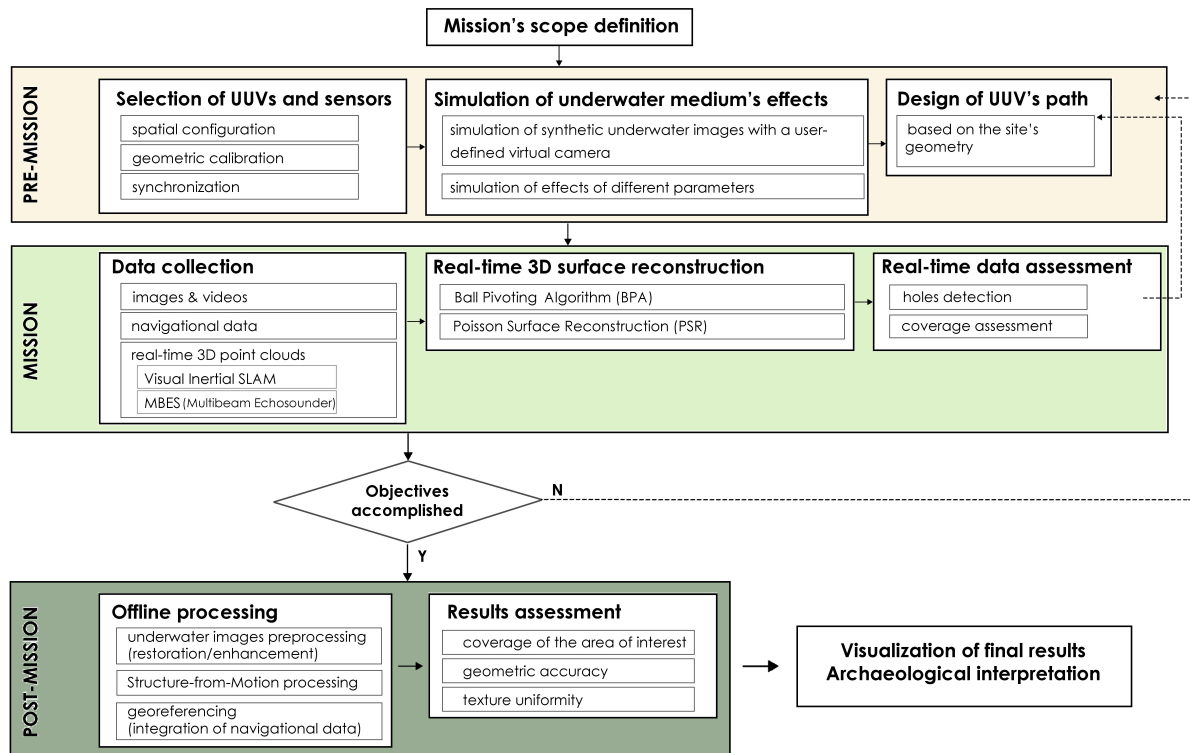 Mission’s scope definition
PRE-MISSION
Selection of UUVs and sensors
spatial configuration
geometric calibration
synchronization
Simulation of underwater medium’s effects
simulation of synthetic underwater images with a user-
defined virtual camera
simulation of effects of different parameters
Design of UUV’s path
based on the site’s
geometry
MISSION
Data collection
images & videos
navigational data
real-time 3D point clouds
Visual Inertial SLAM
MBES (Multibeam Echosounder)
Real-time 3D surface reconstruction
Ball Pivoting Algorithm (BPA)
Poisson Surface Reconstruction (PSR)
Real-time data assessment
holes detection
coverage assessment
Objectives
accomplished
N
Y
POST-MISSION
Offline processing
underwater images preprocessing
(restoration/enhancement)
Structure-from-Motion processing
georeferencing
(integration of navigational data)
Results assessment
coverage of the area of interest
geometric accuracy
texture uniformity
Visualization of final results
Archaeological interpretation